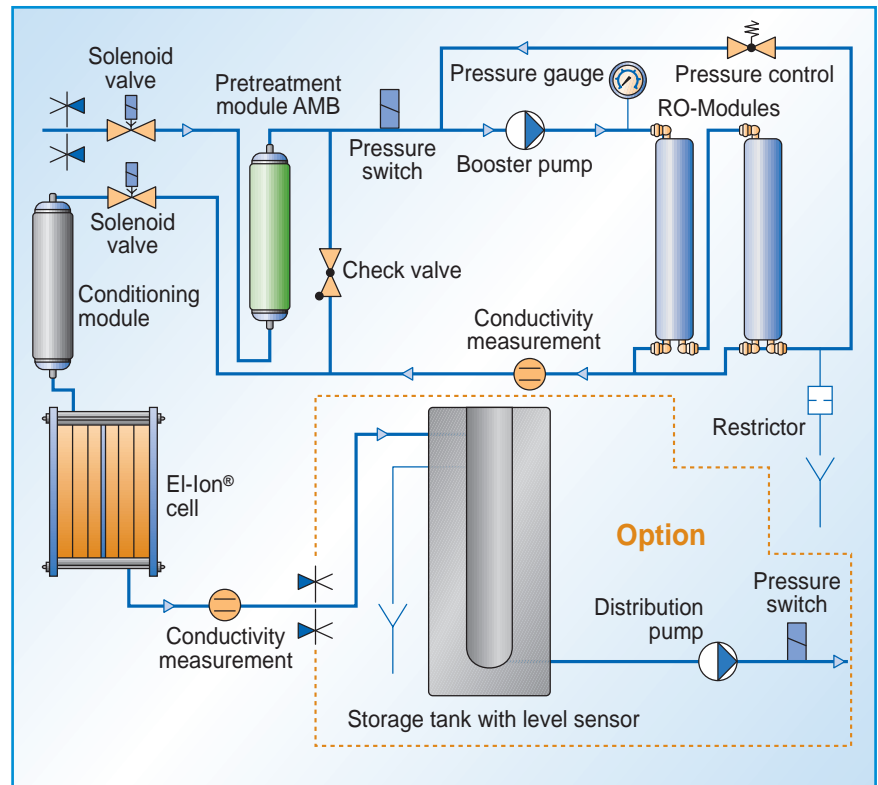 Solenoid
valve
Pretreatment
module AMB
Pressure gauge
Pressure control
RO-Modules
Pressure
switch
Booster pump
Solenoid
valve
Check valve
Conditioning
module
Conductivity
measurement
Restrictor
El-Ion®
cell
Option
Pressure
switch
Distribution
pump
Conductivity
measurement
Storage tank with level sensor